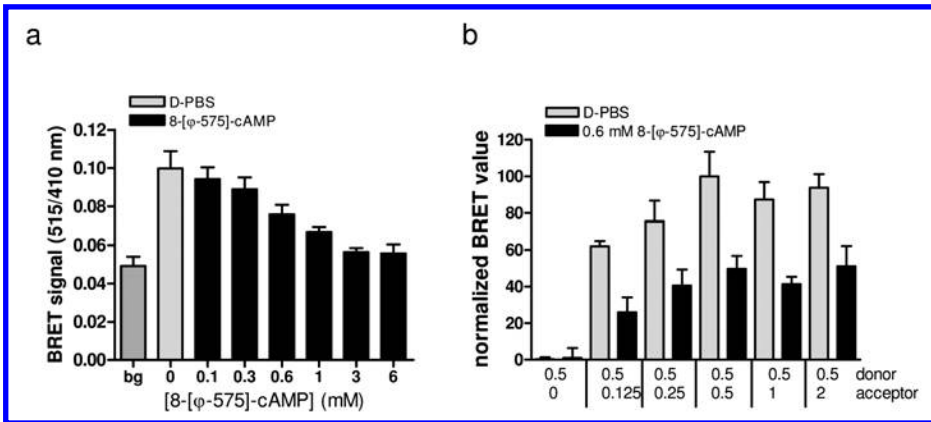 a
D-PBS
8-[φ-575]-cAMP
BRET signal (515/410 nm)
0.12
0.10
0.08
0.06
0.04
0.02
0.00
bg 0 0.1 0.3 0.6 1 3 6
[8-[φ-575]-cAMP] (mM)
b
D-PBS
0.6 mM 8-[φ-575]-cAMP
normalized BRET value
120
100
80
60
40
20
0
0.5 0.5 0.5 0.5 0.5 0.5 donor
0 0.125 0.25 0.5 1 2 acceptor